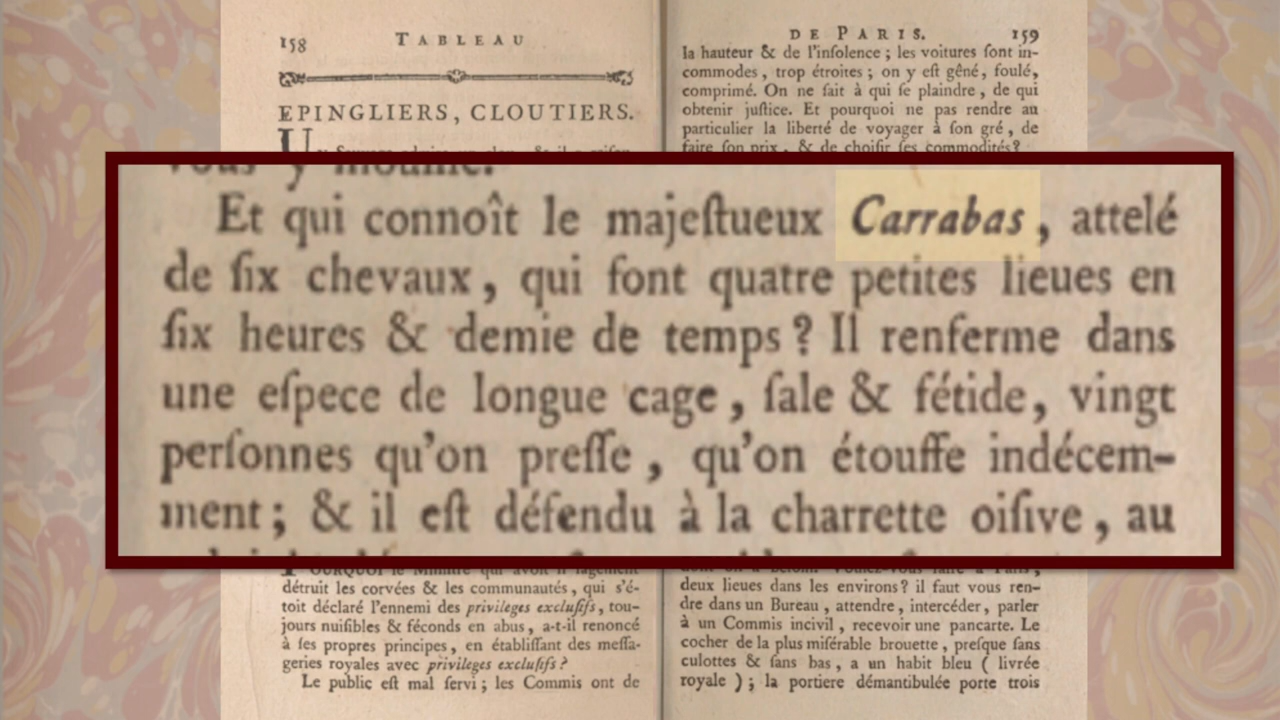 158 TABLEAU
EPINGLIERS, CLOUTIERS.
DE PARIS. 159
la hauteur & de l'inſolence ; les voitures ſont in-
commodes, trop étroites ; on y eſt gêné, foulé,
comprimé. On ne ſait à qui ſe plaindre, de qui
obtenir juſtice. Et pourquoi ne pas rendre au
particulier la liberté de voyager à ſon gré, de
faire ſon prix, & de choiſir ſes commodités?
Et qui connoît le majeſtueux Carrabas, attelé
de ſix chevaux, qui font quatre petites lieues en
ſix heures & demie de temps ? Il renferme dans
une eſpece de longue cage, ſale & fétide, vingt
perſonnes qu'on preſſe, qu'on étouffe indécem-
ment ; & il eſt défendu à la charrette oiſive, au
POURQUOI le Miniſtre qui avoit ſi ſagement
détruit les corvées & les communautés, qui s'é-
toit déclaré l'ennemi des privileges excluſifs, tou-
jours nuiſibles & féconds en abus, a-t-il renoncé
à ſes propres principes, en établiſſant des meſſa-
geries royales avec privileges excluſifs ?
Le public eſt mal ſervi ; les Commis ont de
deux lieues dans les environs? il faut vous ren-
dre dans un Bureau, attendre, intercéder, parler
à un Commis incivil, recevoir une pancarte. Le
cocher de la plus miſérable brouette, preſque ſans
culottes & ſans bas, a un habit bleu ( livrée
royale ) ; la portiere démantibulée porte trois